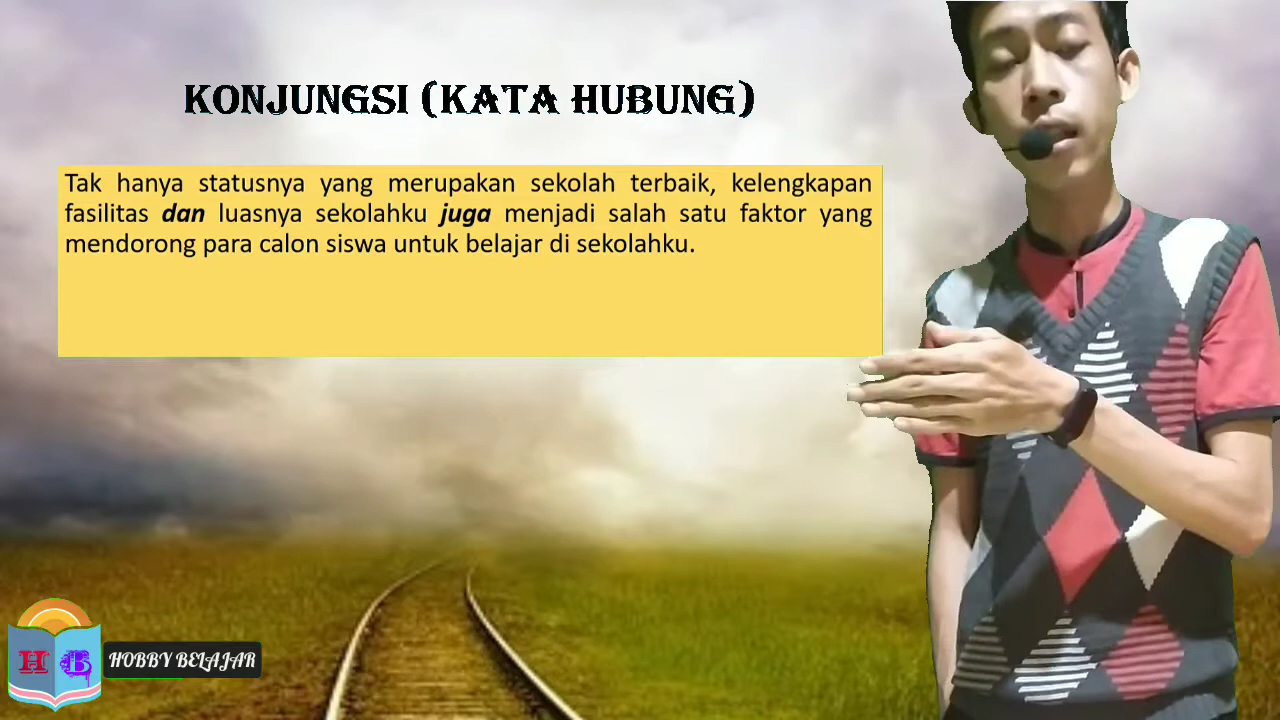 KONJUNGSI (KATA HUBUNG)
Tak hanya statusnya yang merupakan sekolah terbaik, kelengkapan
fasilitas dan luasnya sekolahku juga menjadi salah satu faktor yang
mendorong para calon siswa untuk belajar di sekolahku.
H B
HOBBY BELAJAR